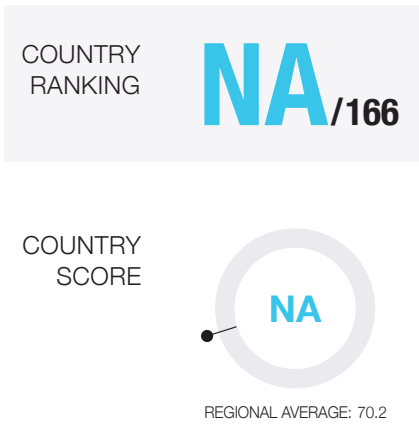 COUNTRY
RANKING
NA/166
COUNTRY
SCORE
NA
REGIONAL AVERAGE: 70.2